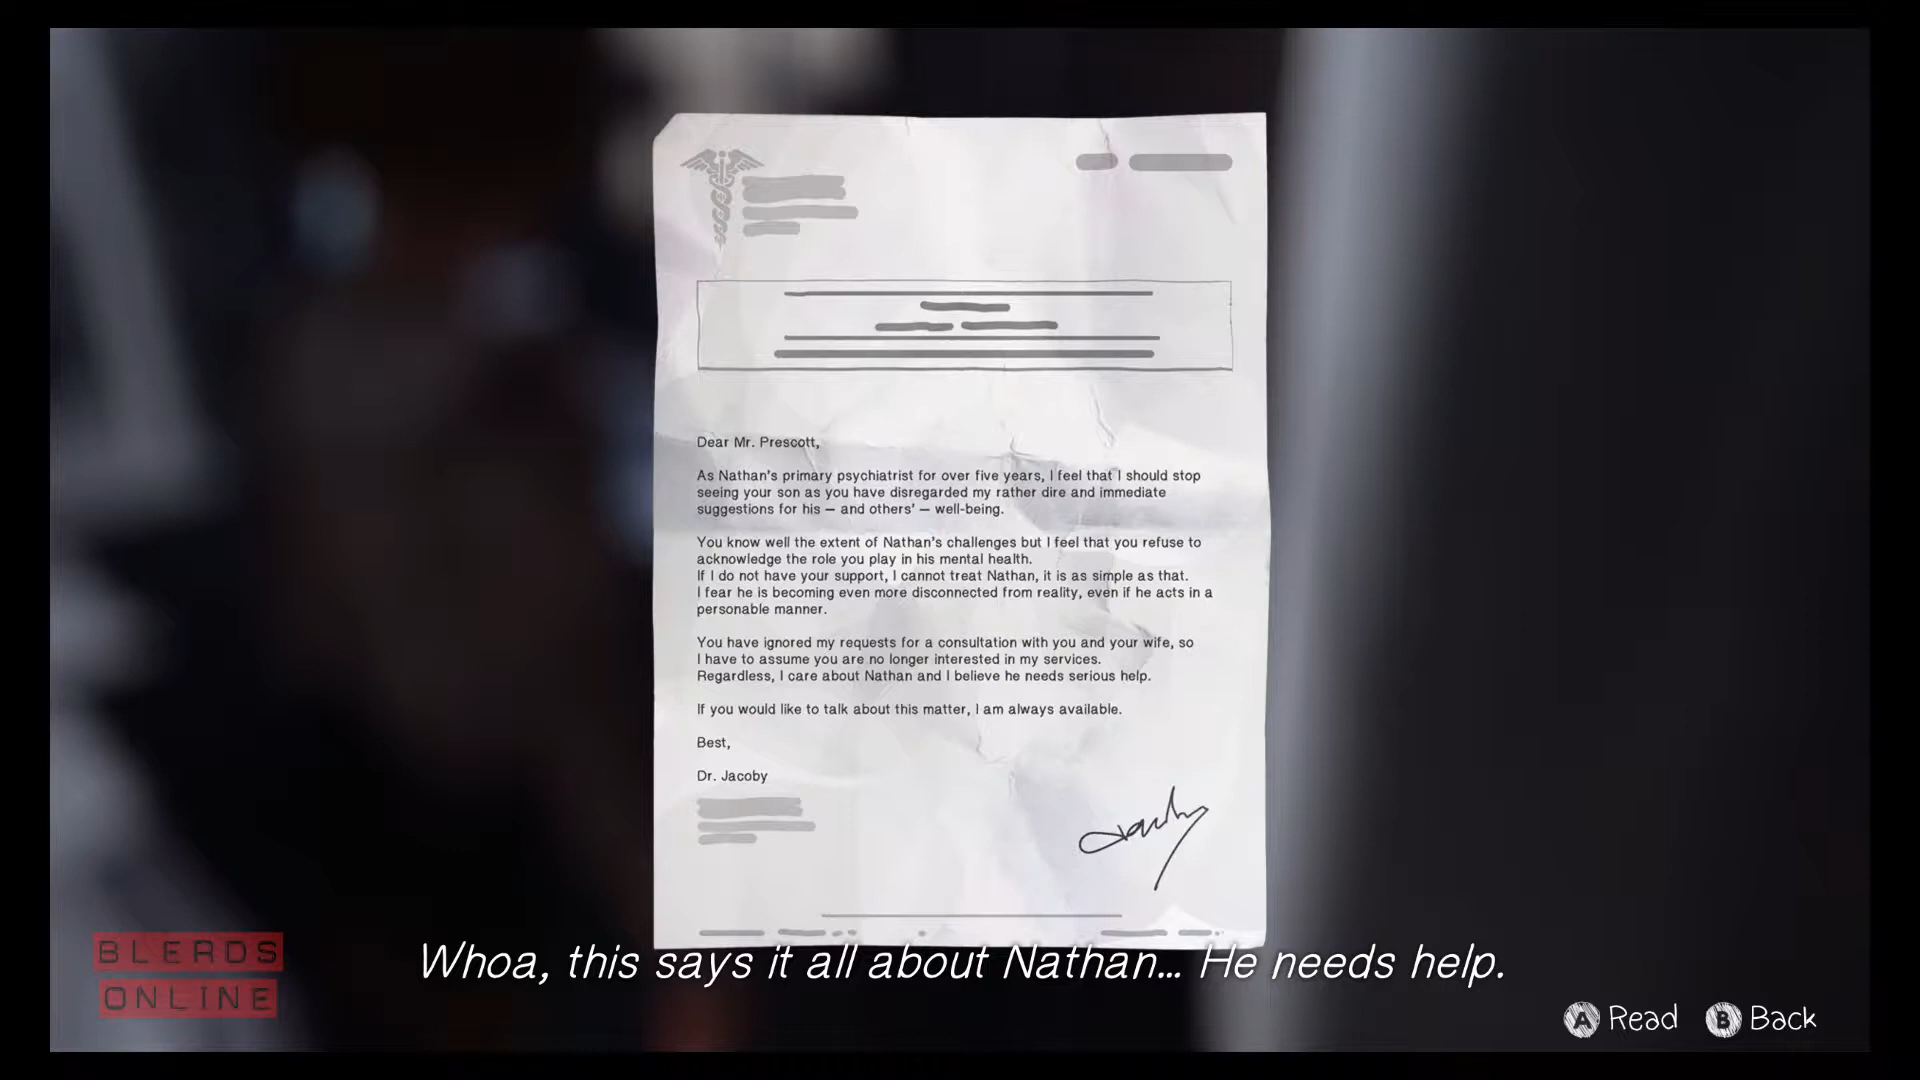 Dear Mr. Prescott,
As Nathan's primary psychiatrist for over five years, I feel that I should stop
seeing your son as you have disregarded my rather dire and immediate
suggestions for his – and others' – well-being.
You know well the extent of Nathan's challenges but I feel that you refuse to
acknowledge the role you play in his mental health.
If I do not have your support, I cannot treat Nathan, it is as simple as that.
I fear he is becoming even more disconnected from reality, even if he acts in a
personable manner.
You have ignored my requests for a consultation with you and your wife, so
I have to assume you are no longer interested in my services.
Regardless, I care about Nathan and I believe he needs serious help.
If you would like to talk about this matter, I am always available.
Best,
Dr. Jacoby
Whoa, this says it all about Nathan... He needs help.
BLERDS
ONLINE
A Read B Back